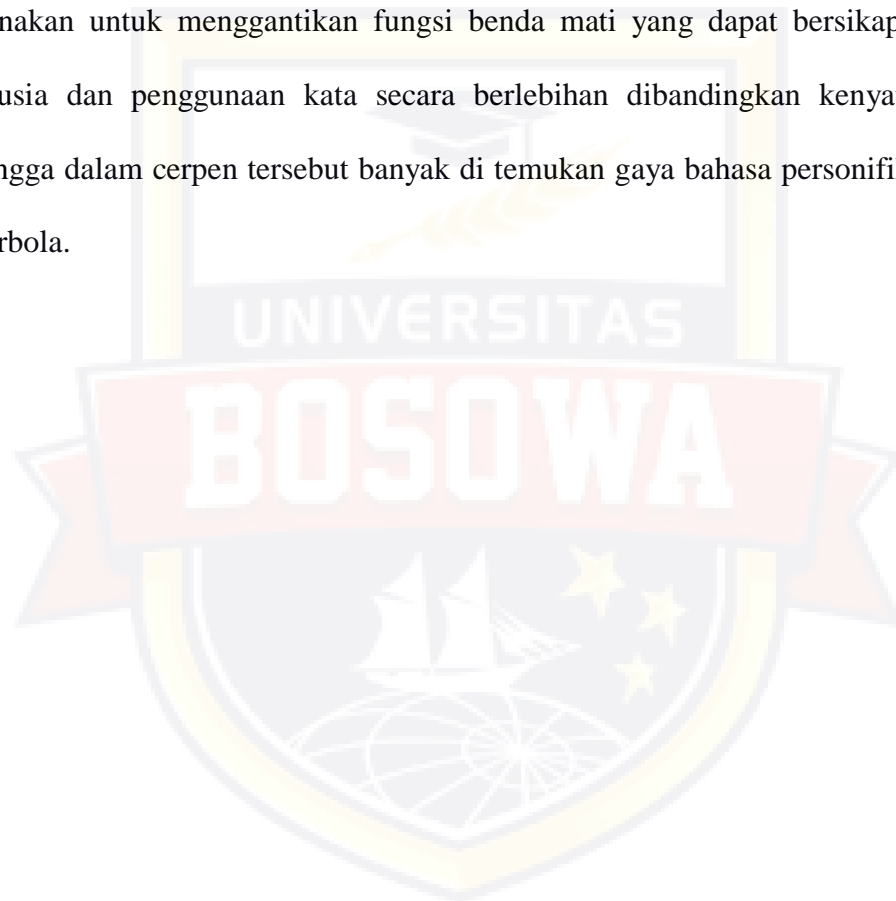 nakan untuk menggantikan fungsi benda mati yang dapat bersikap
usia dan penggunaan kata secara berlebihan dibandingkan kenya
ngga dalam cerpen tersebut banyak di temukan gaya bahasa personifi
rbola.
UNIVERSITAS
BOSOWA